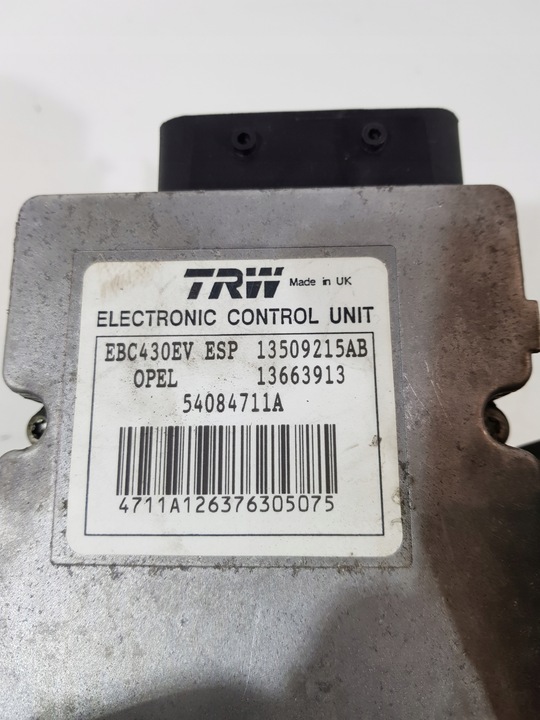 TRW Made in UK
ELECTRONIC CONTROL UNIT
EBC430EV ESP 13509215AB
OPEL 13663913
54084711A
4711A126376305075